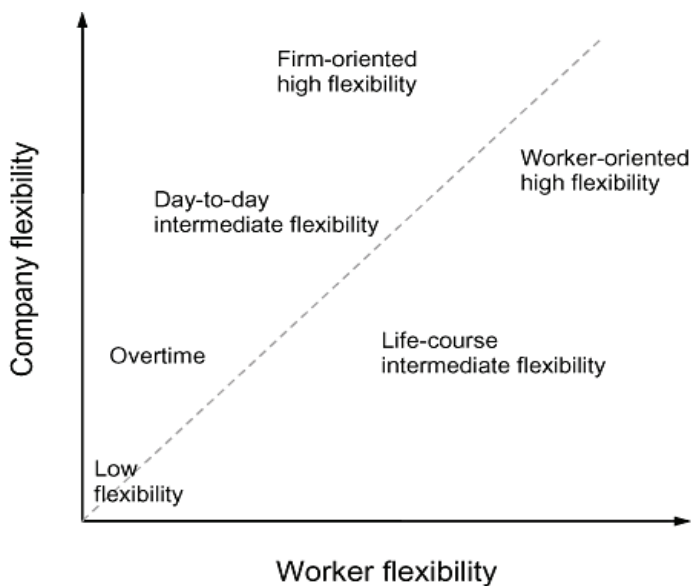 Firm-oriented
high flexibility
Worker-oriented
high flexibility
Day-to-day
intermediate flexibility
Company flexibility
Life-course
intermediate flexibility
Overtime
Low
flexibility
Worker flexibility